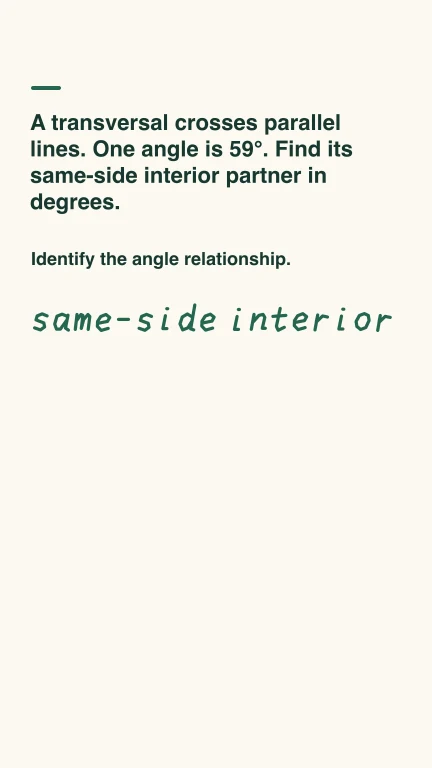 A transversal crosses parallel
lines. One angle is 59°. Find its
same-side interior partner in
degrees.
Identify the angle relationship.
same-side interior